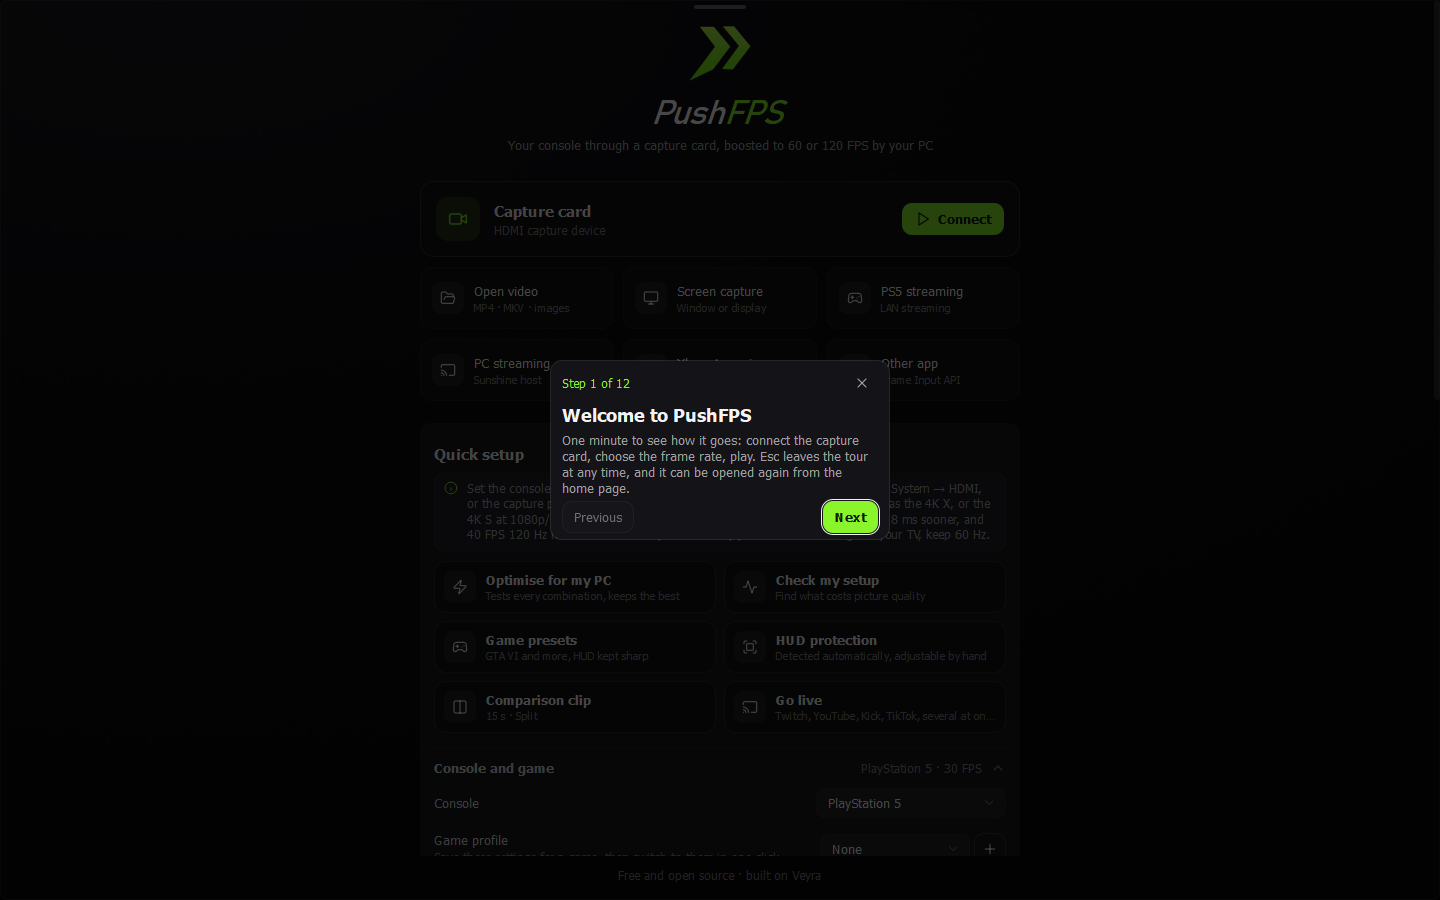 PushFPS
Your console through a capture card, boosted to 60 or 120 FPS by your PC
Capture card
HDMI capture device
Connect
Open video
MP4 · MKV · images
Screen capture
Window or display
PS5 streaming
LAN streaming
PC streaming
Sunshine host
Other app
Frame Input API
Step 1 of 12
Welcome to PushFPS
One minute to see how it goes: connect the capture
card, choose the frame rate, play. Esc leaves the tour
at any time, and it can be opened again from the
home page.
Previous
Next
Quick setup
Set the console
System → HDMI,
or the capture
as the 4K X, or the
4K S at 1080p/
8 ms sooner, and
40 FPS 120 Hz
your TV, keep 60 Hz.
Optimise for my PC
Tests every combination, keeps the best
Check my setup
Find what costs picture quality
Game presets
GTA VI and more, HUD kept sharp
HUD protection
Detected automatically, adjustable by hand
Comparison clip
15 s · Split
Go live
Twitch, YouTube, Kick, TikTok, several at on...
Console and game
PlayStation 5 · 30 FPS
Console
PlayStation 5
Game profile
None
Free and open source · built on Veyra